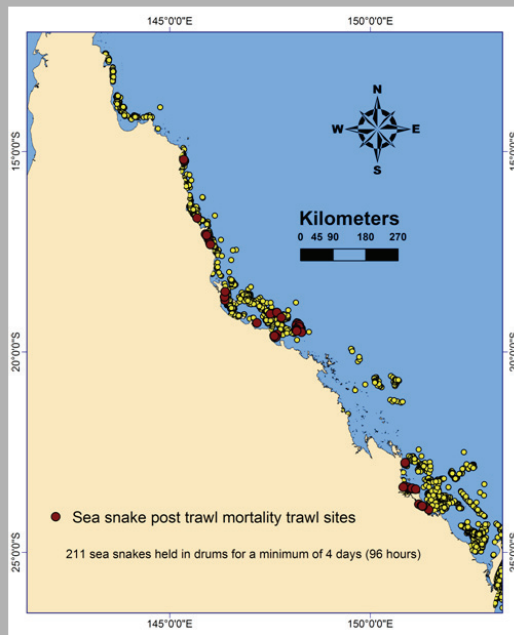 145°0'0"E 150°0'0"E
N
W E
S
15°0'0"S 15°0'0"S
Kilometers
0 45 90 180 270
20°0'0"S 20°0'0"S
Sea snake post trawl mortality trawl sites
211 sea snakes held in drums for a minimum of 4 days (96 hours)
25°0'0"S 25°0'0"S
145°0'0"E 150°0'0"E